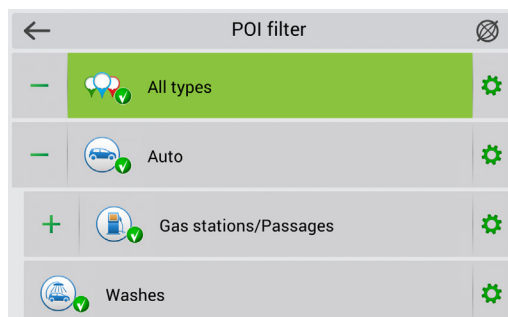 POI filter
All types
Auto
Gas stations/Passages
Washes